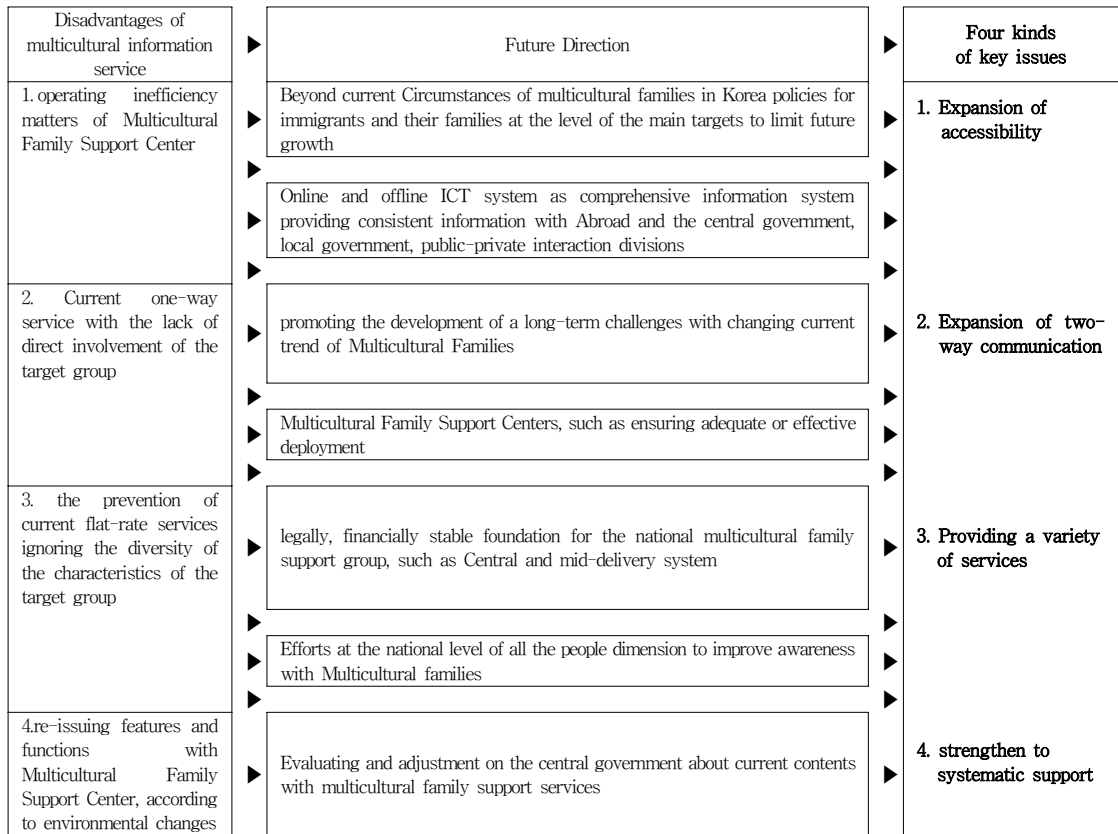 Disadvantages of
multicultural information
service
Future Direction
Four kinds
of key issues
1. operating inefficiency
matters of Multicultural
Family Support Center
Beyond current Circumstances of multicultural families in Korea policies for
immigrants and their families at the level of the main targets to limit future
growth
1. Expansion of
accessibility
Online and offline ICT system as comprehensive information system
providing consistent information with Abroad and the central government,
local government, public-private interaction divisions
2. Current one-way
service with the lack of
direct involvement of the
target group
promoting the development of a long-term challenges with changing current
trend of Multicultural Families
2. Expansion of two-
way communication
Multicultural Family Support Centers, such as ensuring adequate or effective
deployment
3. the prevention of
current flat-rate services
ignoring the diversity of
the characteristics of the
target group
legally, financially stable foundation for the national multicultural family
support group, such as Central and mid-delivery system
3. Providing a variety
of services
Efforts at the national level of all the people dimension to improve awareness
with Multicultural families
4.re-issuing features and
functions with
Multicultural Family
Support Center, according
to environmental changes
Evaluating and adjustment on the central government about current contents
with multicultural family support services
4. strengthen to
systematic support